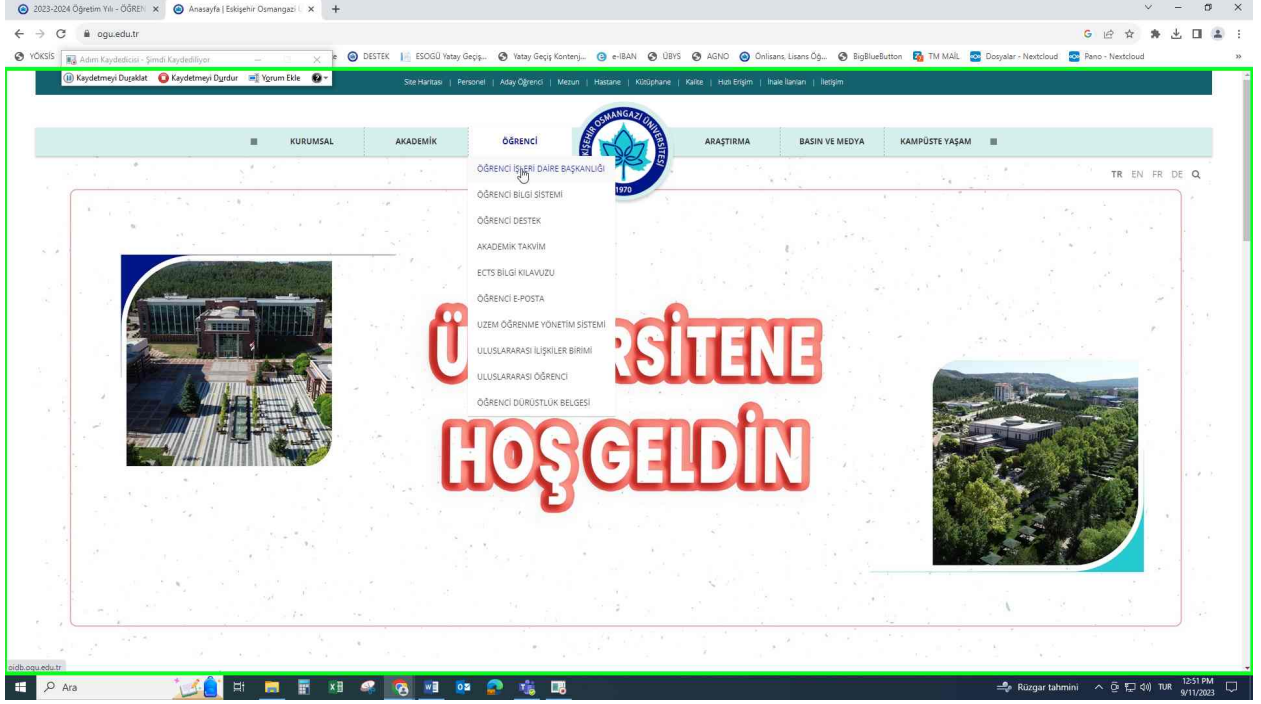 2023-2024 Öğretim Yılı - ÖĞREN
Anasayfa | Eskişehir Osmangazi
ogu.edu.tr
YÖKSİS
Adım Kaydedicisi - Şimdi Kaydediliyor
DESTEK
ESOGÜ Yatay Geçiş...
Yatay Geçiş Kontenj...
e-IBAN
ÜBYS
AGNO
Önlisans, Lisans Öğ...
BigBlueButton
TM MAİL
Dosyalar - Nextcloud
Pano - Nextcloud
Kaydetmeyi Duraklat Kaydetmeyi Durdur Yorum Ekle
Site Haritası | Personel | Aday Öğrenci | Mezun | Hastane | Kütüphane | Kalite | Hızlı Erişim | İhale İlanları | İletişim
KURUMSAL AKADEMİK ÖĞRENCİ ARAŞTIRMA BASIN VE MEDYA KAMPÜSTE YAŞAM
OSMANGAZİ ÜNİVERSİTESİ
1970
TR EN FR DE
ÖĞRENCİ İŞLERİ DAİRE BAŞKANLIĞI
ÖĞRENCİ BİLGİ SİSTEMİ
ÖĞRENCİ DESTEK
AKADEMİK TAKVİM
ECTS BİLGİ KILAVUZU
ÖĞRENCİ E-POSTA
UZEM ÖĞRENME YÖNETİM SİSTEMİ
ULUSLARARASI İLİŞKİLER BİRİMİ
ULUSLARARASI ÖĞRENCİ
ÖĞRENCİ DÜRÜSTLÜK BELGESİ
HOŞ GELDİN
oidb.ogu.edu.tr
Ara
Rüzgar tahmini
TUR
12:51 PM
9/11/2023